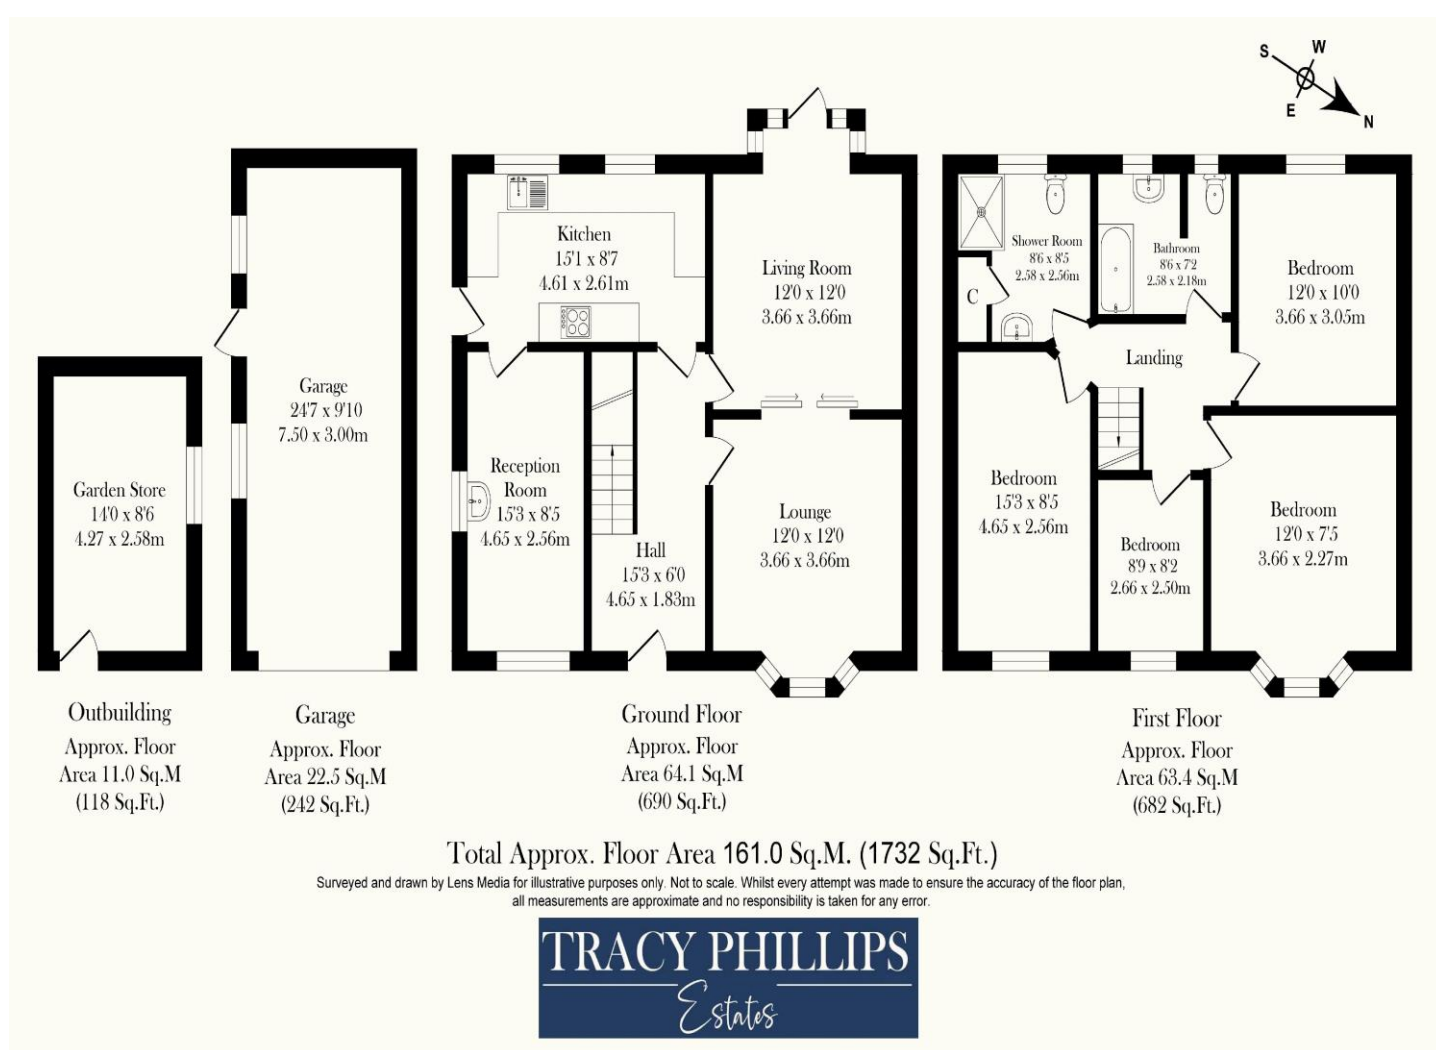 S
W
E
N
Kitchen
15'1 x 8'7
4.61 x 2.61m
Living Room
12'0 x 12'0
3.66 x 3.66m
Shower Room
8'6 x 8'5
2.58 x 2.56m
C
Bathroom
8'6 x 7'2
2.58 x 2.18m
Bedroom
12'0 x 10'0
3.66 x 3.05m
Landing
Garage
24'7 x 9'10
7.50 x 3.00m
Garden Store
14'0 x 8'6
4.27 x 2.58m
Reception
Room
15'3 x 8'5
4.65 x 2.56m
Hall
15'3 x 6'0
4.65 x 1.83m
Lounge
12'0 x 12'0
3.66 x 3.66m
Bedroom
15'3 x 8'5
4.65 x 2.56m
Bedroom
8'9 x 8'2
2.66 x 2.50m
Bedroom
12'0 x 7'5
3.66 x 2.27m
Outbuilding
Approx. Floor
Area 11.0 Sq.M
(118 Sq.Ft.)
Garage
Approx. Floor
Area 22.5 Sq.M
(242 Sq.Ft.)
Ground Floor
Approx. Floor
Area 64.1 Sq.M
(690 Sq.Ft.)
First Floor
Approx. Floor
Area 63.4 Sq.M
(682 Sq.Ft.)
Total Approx. Floor Area 161.0 Sq.M. (1732 Sq.Ft.)
Surveyed and drawn by Lens Media for illustrative purposes only. Not to scale. Whilst every attempt was made to ensure the accuracy of the floor plan,
all measurements are approximate and no responsibility is taken for any error.
TRACY PHILLIPS
Estates